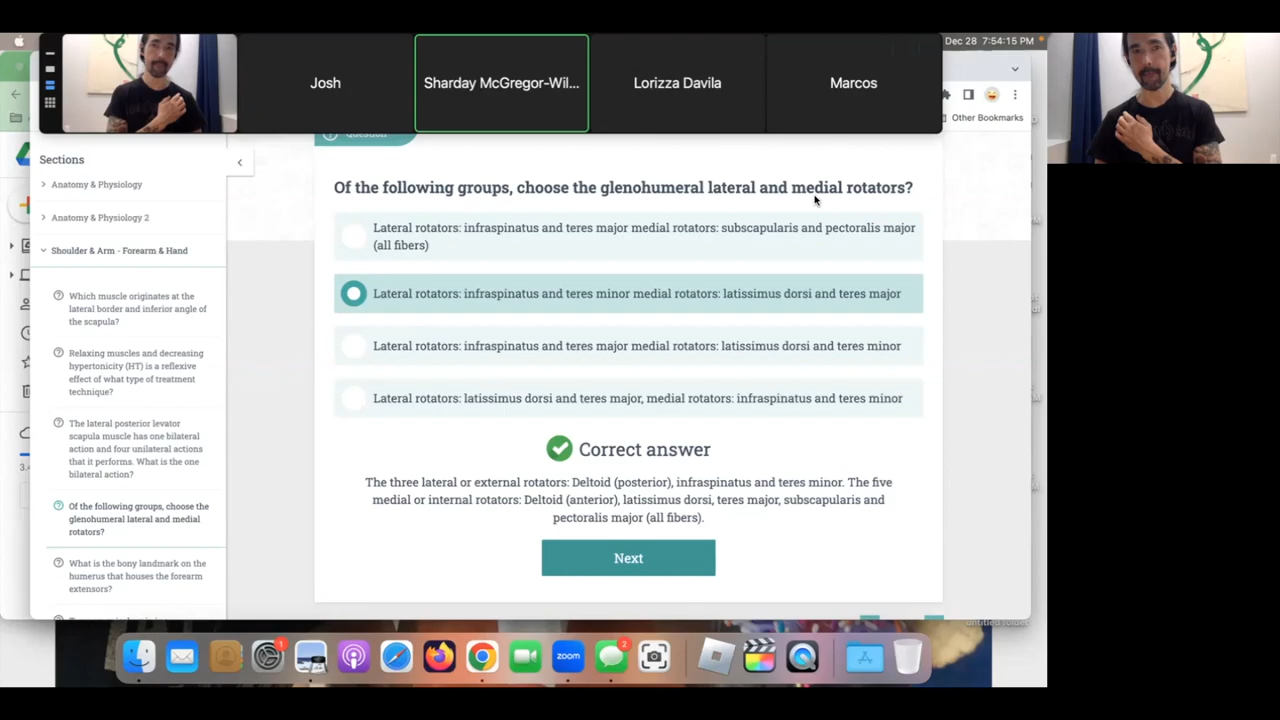 Dec 28 7:54:15 PM
Josh
Sharday McGregor-Wil...
Lorizza Davila
Marcos
Other Bookmarks
Question
Sections
Anatomy & Physiology
Anatomy & Physiology 2
Shoulder & Arm - Forearm & Hand
Which muscle originates at the
lateral border and inferior angle of
the scapula?
Relaxing muscles and decreasing
hypertonicity (HT) is a reflexive
effect of what type of treatment
technique?
The lateral posterior levator
scapula muscle has one bilateral
action and four unilateral actions
that it performs. What is the one
bilateral action?
Of the following groups, choose the
glenohumeral lateral and medial
rotators?
What is the bony landmark on the
humerus that houses the forearm
extensors?
Of the following groups, choose the glenohumeral lateral and medial rotators?
Lateral rotators: infraspinatus and teres major medial rotators: subscapularis and pectoralis major
(all fibers)
Lateral rotators: infraspinatus and teres minor medial rotators: latissimus dorsi and teres major
Lateral rotators: infraspinatus and teres major medial rotators: latissimus dorsi and teres minor
Lateral rotators: latissimus dorsi and teres major, medial rotators: infraspinatus and teres minor
Correct answer
The three lateral or external rotators: Deltoid (posterior), infraspinatus and teres minor. The five
medial or internal rotators: Deltoid (anterior), latissimus dorsi, teres major, subscapularis and
pectoralis major (all fibers).
Next
untitled folder
1
zoom
2